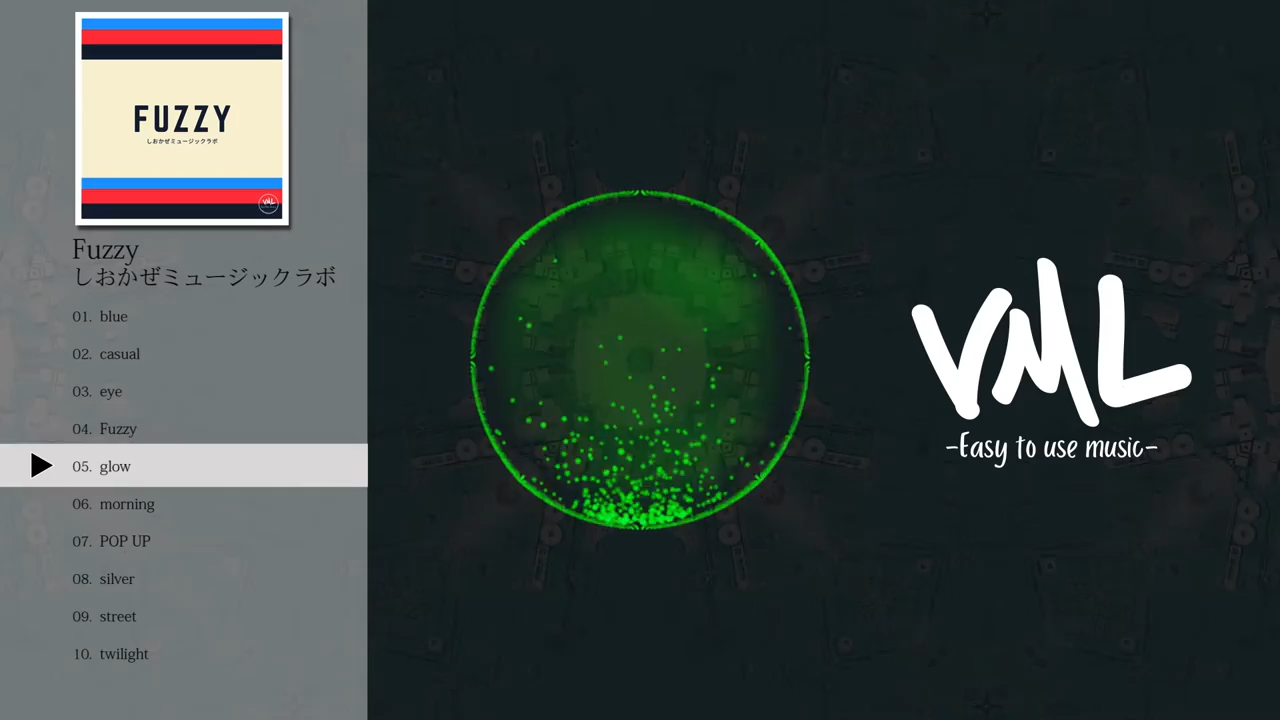 FUZZY
しおかぜミュージックラボ
VML
Fuzzy
しおかぜミュージックラボ
01. blue
02. casual
03. eye
04. Fuzzy
05. glow
06. morning
07. POP UP
08. silver
09. street
10. twilight
VML
-Easy to use music-